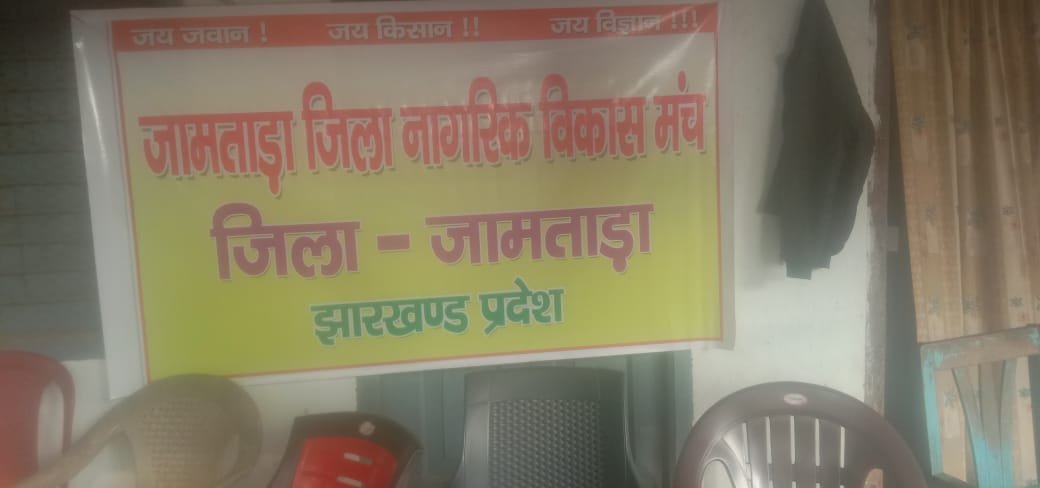 जय जवान ! जय किसान !! जय विज्ञान !!!
जामताड़ा जिला नागरिक विकास मंच
जिला - जामताड़ा
झारखण्ड प्रदेश